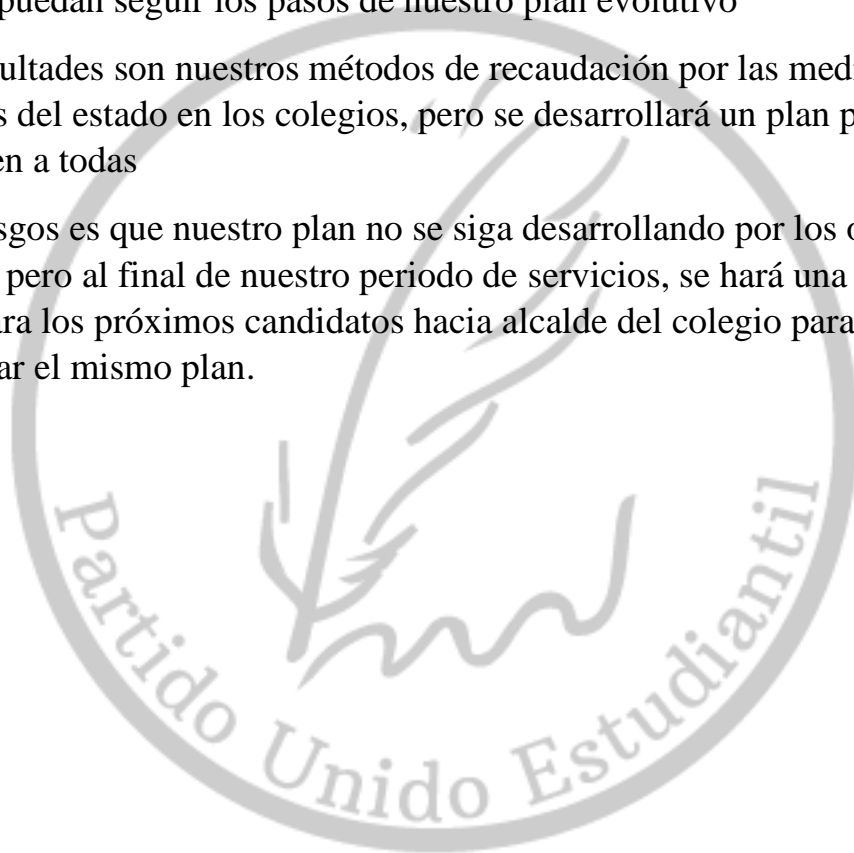 puedan seguir los pasos de nuestro plan evolutivo
ultades son nuestros métodos de recaudación por las med
s del estado en los colegios, pero se desarrollará un plan p
en a todas
sgos es que nuestro plan no se siga desarrollando por los
pero al final de nuestro periodo de servicios, se hará una
ara los próximos candidatos hacia alcalde del colegio para
ar el mismo plan.
Partido Unido Estudiantil